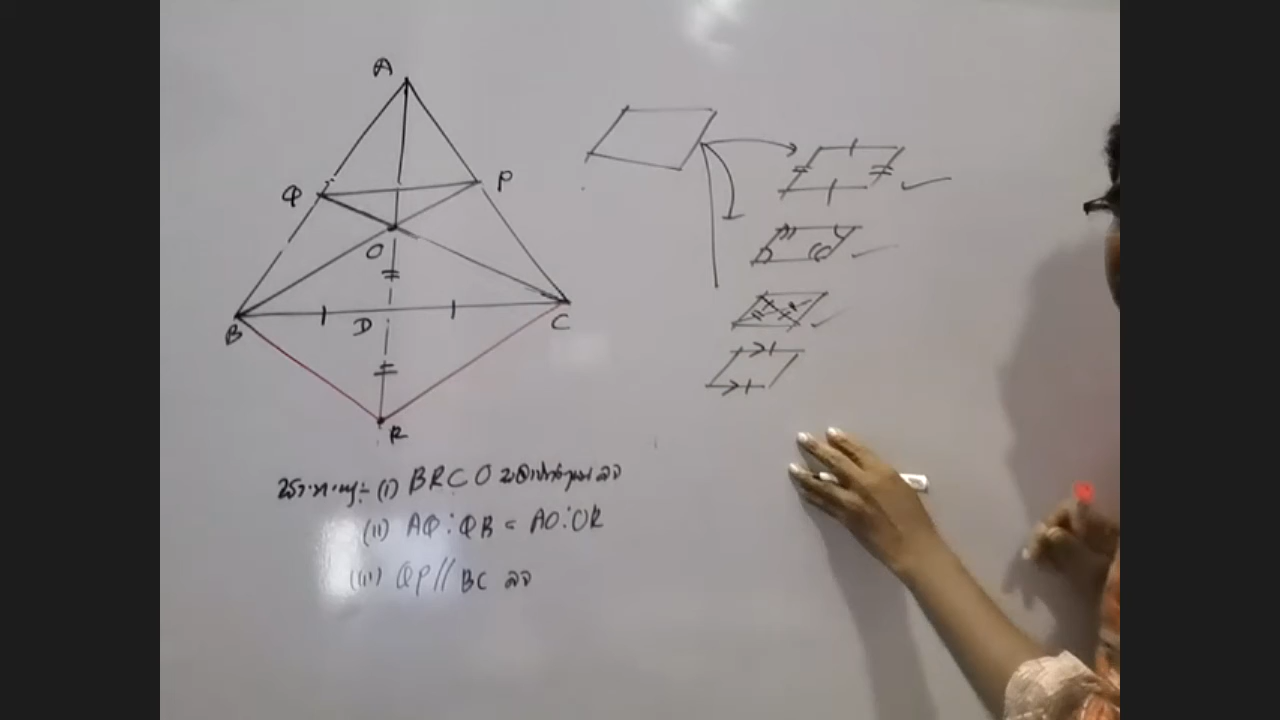 A
Q
P
O
B
D
C
R
(i) BRCO
(ii) AQ : QB = AO : OR
(iii) QP // BC